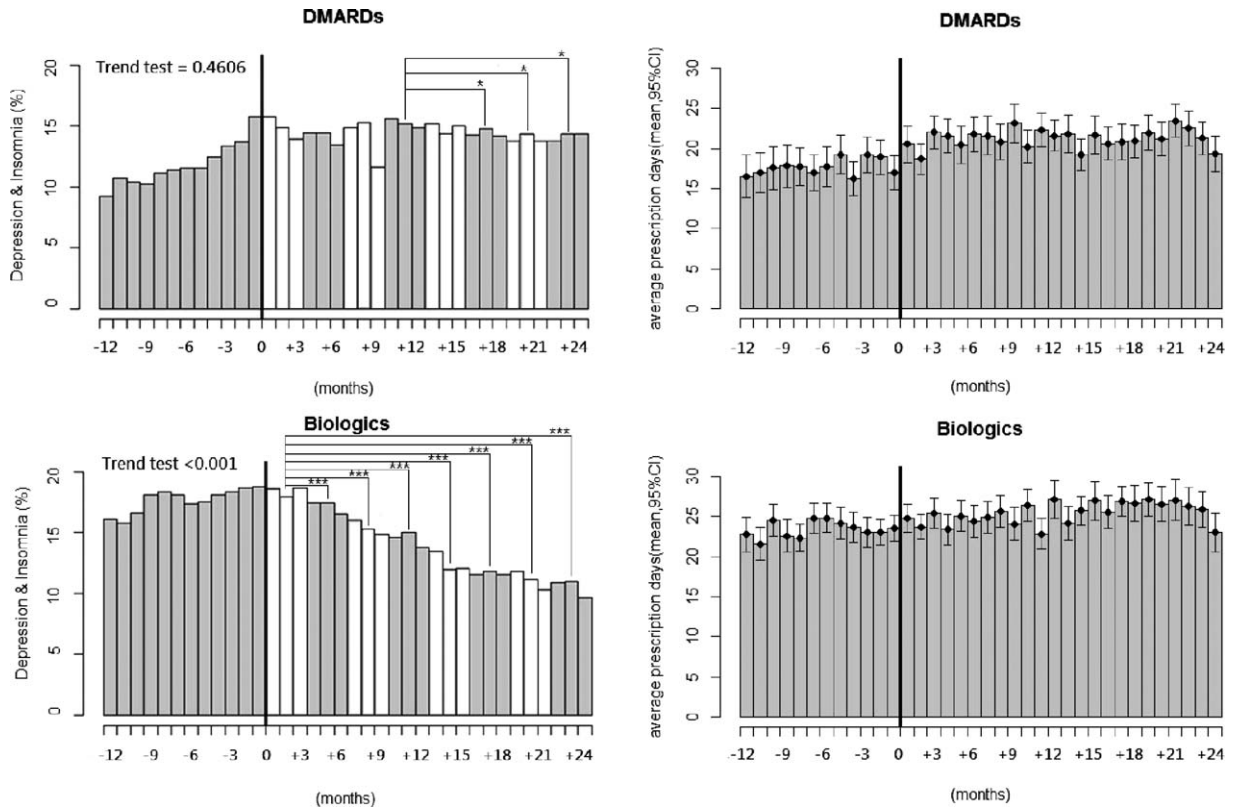 DMARDs
Trend test = 0.4606
Depression & Insomnia (%)
20
15
10
5
0
* * *
-12 -9 -6 -3 0 +3 +6 +9 +12 +15 +18 +21 +24
(months)
DMARDs
average prescription days(mean,95%CI)
30
25
20
15
10
5
0
-12 -9 -6 -3 0 +3 +6 +9 +12 +15 +18 +21 +24
(months)
Biologics
Trend test <0.001
Depression & Insomnia (%)
20
15
10
5
0
*** *** *** *** *** *** ***
-12 -9 -6 -3 0 +3 +6 +9 +12 +15 +18 +21 +24
(months)
Biologics
average prescription days(mean,95%CI)
30
25
20
15
10
5
0
-12 -9 -6 -3 0 +3 +6 +9 +12 +15 +18 +21 +24
(months)